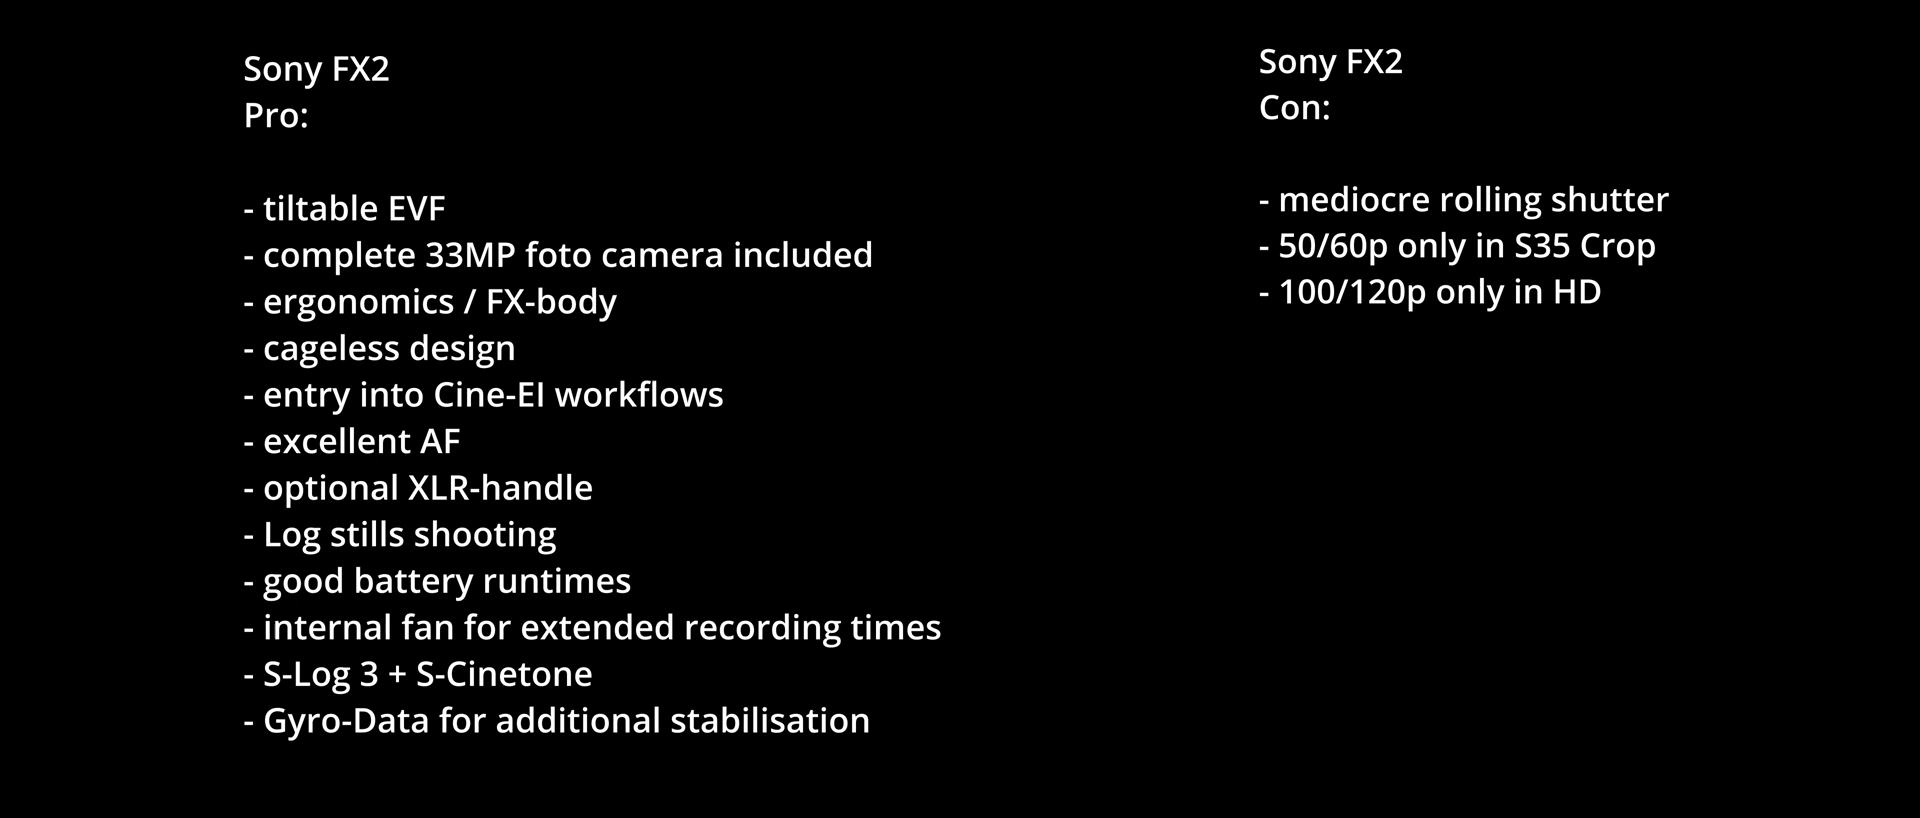 Sony FX2
Pro:
- tiltable EVF
- complete 33MP foto camera included
- ergonomics / FX-body
- cageless design
- entry into Cine-EI workflows
- excellent AF
- optional XLR-handle
- Log stills shooting
- good battery runtimes
- internal fan for extended recording times
- S-Log 3 + S-Cinetone
- Gyro-Data for additional stabilisation
Sony FX2
Con:
- mediocre rolling shutter
- 50/60p only in S35 Crop
- 100/120p only in HD